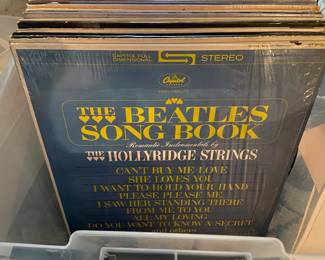 CAPITOL FULL DIMENSIONAL STEREO
Capitol
THE BEATLES
SONG BOOK
Romantic Instrumentals by
THE HOLLYRIDGE STRINGS
CAN'T BUY ME LOVE
SHE LOVES YOU
I WANT TO HOLD YOUR HAND
PLEASE PLEASE ME
I SAW HER STANDING THERE
FROM ME TO YOU
ALL MY LOVING
DO YOU WANT TO KNOW A SECRET
and others